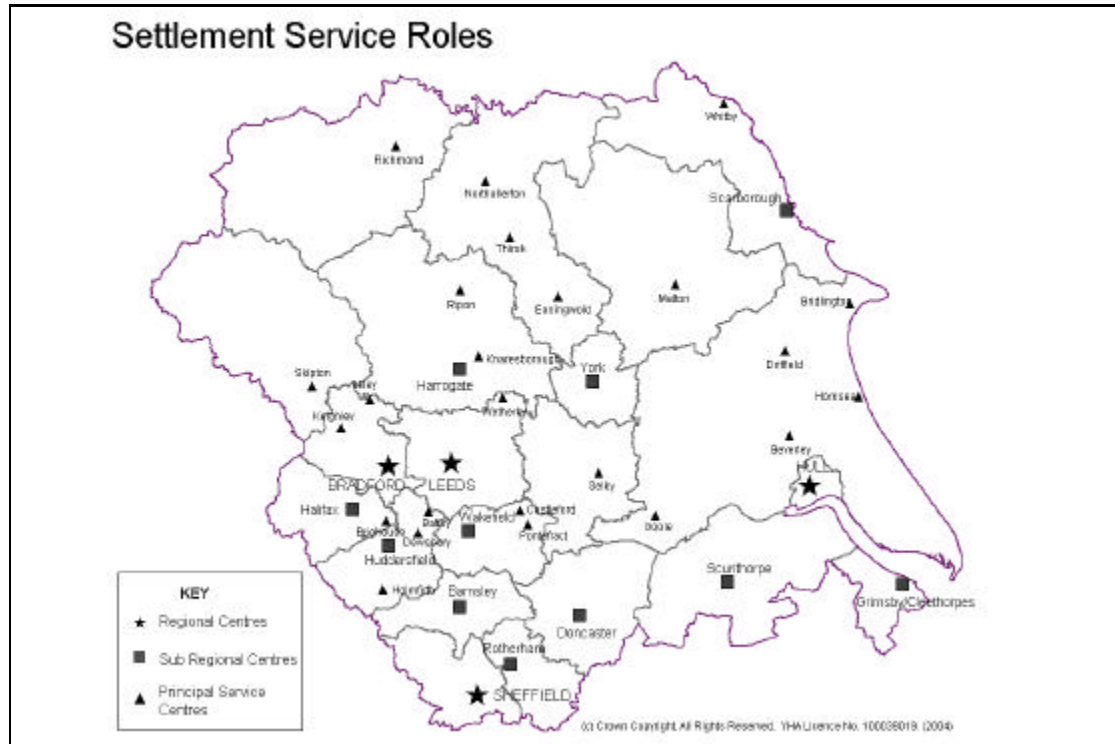 Settlement Service Roles
Whitby
Richmond
Northallerton
Scarborough
Thirsk
Ripon
Easingwold
Malton
Bridlington
Knaresborough
York
Driffield
Harrogate
Skipton
Hornsea
Wetherby
Keighley
Beverley
HULL
BRADFORD
LEEDS
Selby
Halifax
Wakefield
Castleford
Batley
Goole
Brighouse
Dewsbury
Pontefract
Huddersfield
Scunthorpe
Holmfirth
Barnsley
Grimsby/Cleethorpes
Doncaster
Rotherham
SHEFFIELD
KEY
Regional Centres
Sub Regional Centres
Principal Service
Centres
(c) Crown Copyright. All Rights Reserved. YHA Licence No. 100038019. (2004)